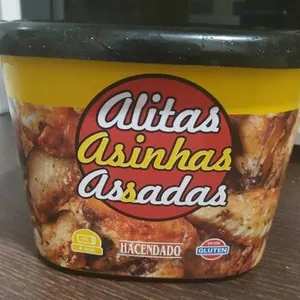 Alitas
Asinhas
Assadas
HACENDADO
GLUTEN